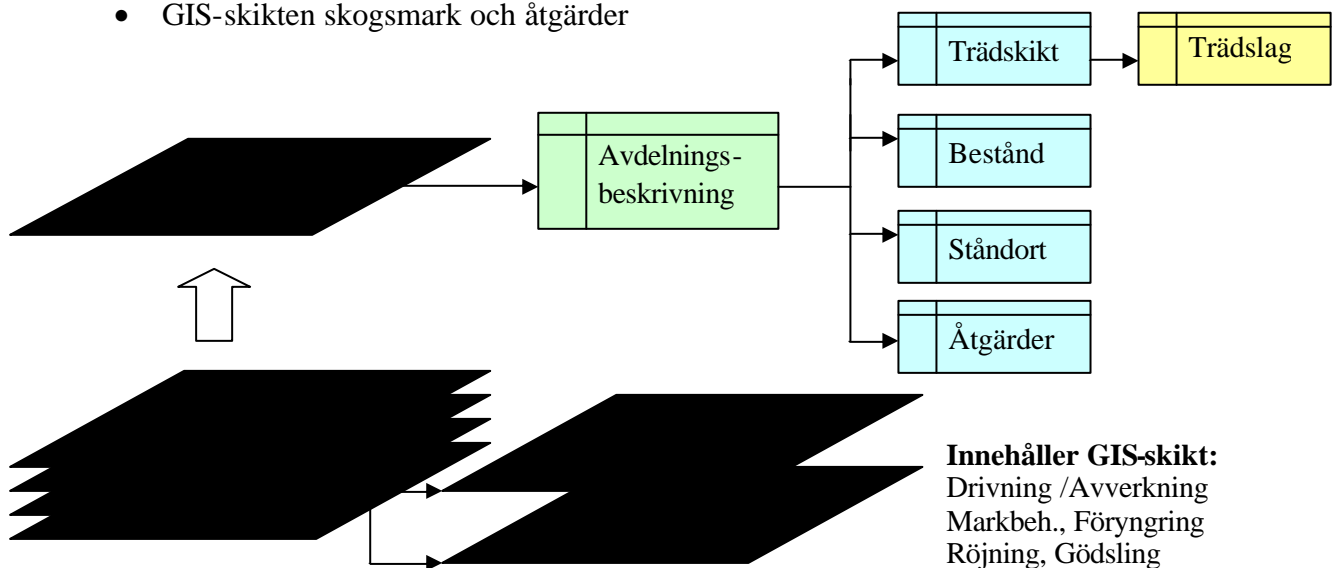 • GIS-skikten skogsmark och åtgärder
Trädskikt
Trädslag
Avdelnings-
beskrivning
Bestånd
Ståndort
Åtgärder
Innehåller GIS-skikt:
Drivning /Avverkning
Markbeh., Föryngring
Röjning, Gödsling